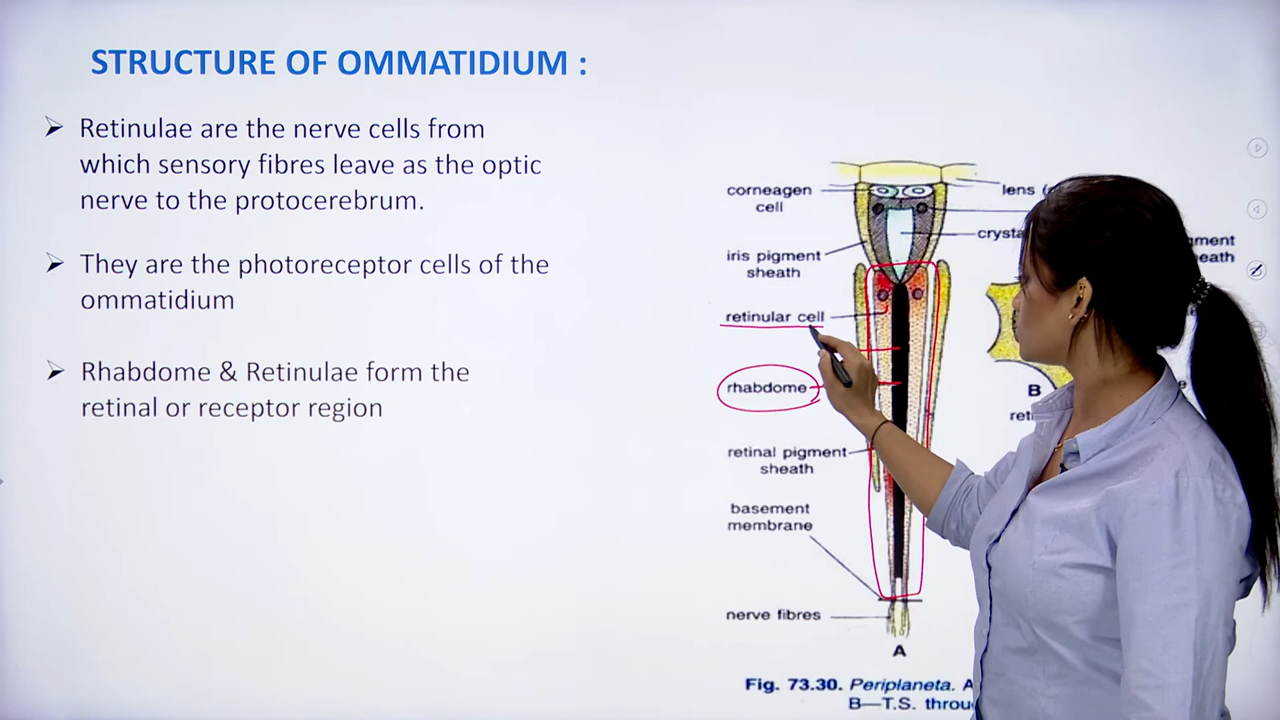 STRUCTURE OF OMMATIDIUM :
Retinulae are the nerve cells from
which sensory fibres leave as the optic
nerve to the protocerebrum.
They are the photoreceptor cells of the
ommatidium
Rhabdome & Retinulae form the
retinal or receptor region
corneagen
cell
lens
iris pigment
sheath
retinular cell
rhabdome
retinal pigment
sheath
basement
membrane
nerve fibres
A
B
Fig. 73.30. Periplaneta. A
B—T.S.